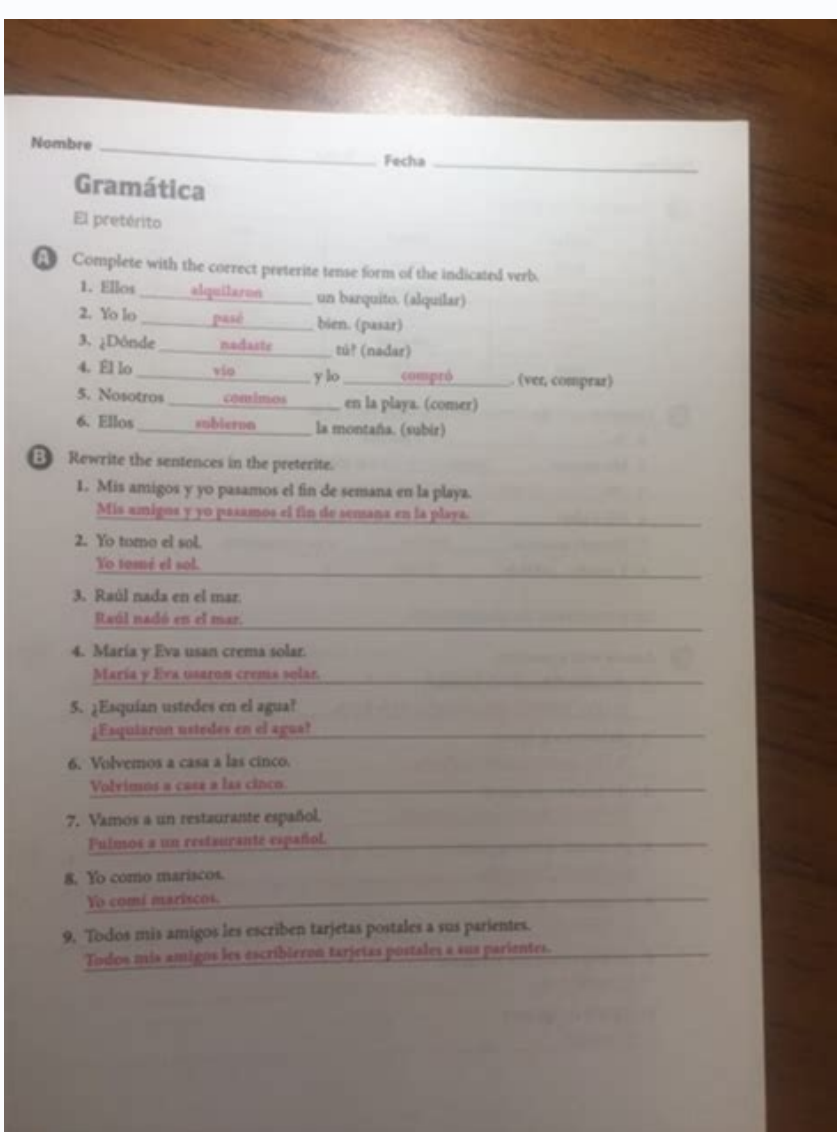 Nombre ____________ Fecha ____________
Gramática
El pretérito
A Complete with the correct preterite tense form of the indicated verb.
1. Ellos alquilaron un barquito. (alquilar)
2. Yo lo pasé bien. (pasar)
3. ¿Dónde nadaste tú? (nadar)
4. Él lo vio y lo compró. (ver, comprar)
5. Nosotros comimos en la playa. (comer)
6. Ellos subieron la montaña. (subir)
B Rewrite the sentences in the preterite.
1. Mis amigos y yo pasamos el fin de semana en la playa.
Mis amigos y yo pasamos el fin de semana en la playa.
2. Yo tomo el sol.
Yo tomé el sol.
3. Raúl nada en el mar.
Raúl nadó en el mar.
4. María y Eva usan crema solar.
María y Eva usaron crema solar.
5. ¿Esquían ustedes en el agua?
¿Esquiaron ustedes en el agua?
6. Volvemos a casa a las cinco.
Volvimos a casa a las cinco.
7. Vamos a un restaurante español.
Fuimos a un restaurante español.
8. Yo como mariscos.
Yo comí mariscos.
9. Todos mis amigos les escriben tarjetas postales a sus parientes.
Todos mis amigos les escribieron tarjetas postales a sus parientes.